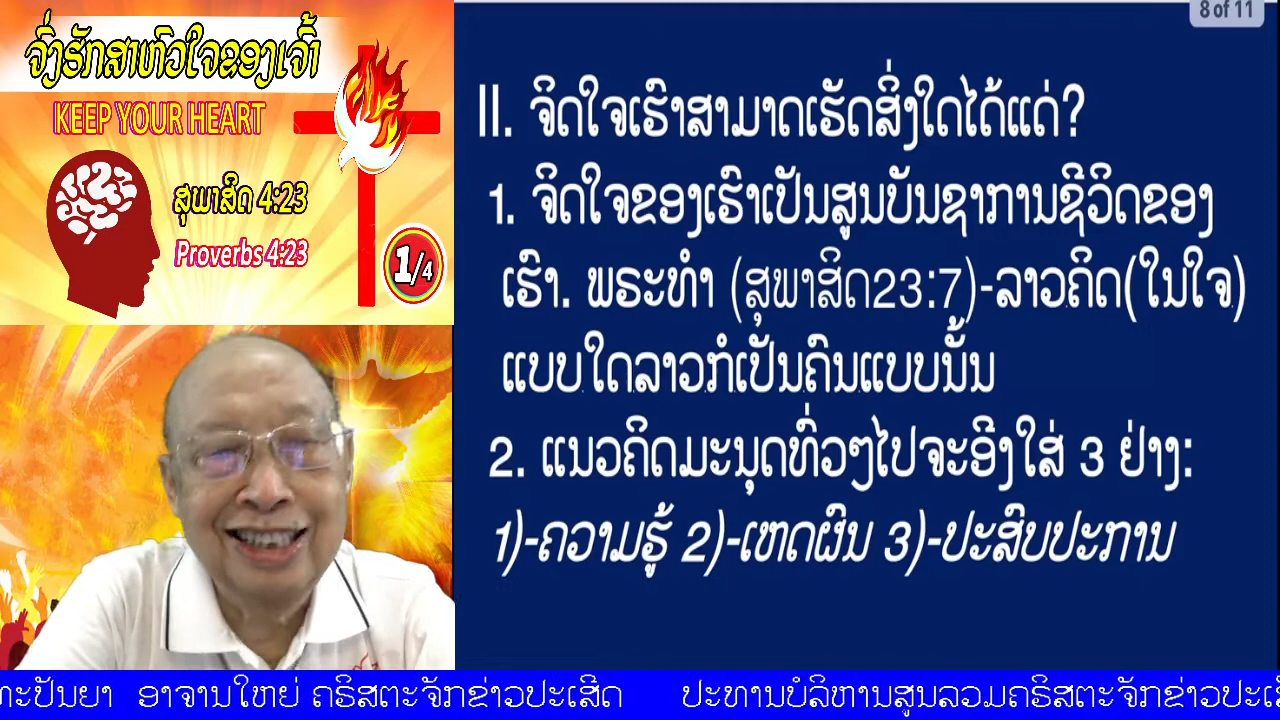 ຈົ່ງຮັກສາຫົວໃຈຂອງເຈົ້າ
KEEP YOUR HEART
ສຸພາສິດ 4:23
Proverbs 4:23
1/4
8 of 11
II. ຈິດໃຈເຮົາສາມາດເຮັດສິ່ງໃດໄດ້ແດ່?
1. ຈິດໃຈຂອງເຮົາເປັນສູນບັນຊາການຊີວິດຂອງ
ເຮົາ. ພຣະທຳ (ສຸພາສິດ23:7)-ລາວຄິດ(ໃນໃຈ)
ແບບໃດລາວກໍເປັນຄົນແບບນັ້ນ
2. ແນວຄິດມະນຸດທົ່ວໆໄປຈະອີງໃສ່ 3 ຢ່າງ:
1)-ຄວາມຮູ້ 2)-ເຫດຜົນ 3)-ປະສົບປະການ
ທະປັນຍາ ອາຈານໃຫຍ່ ຄຣິສຕະຈັກຂ່າວປະເສີດ ປະທານບໍລິຫານສູນລວມຄຣິສຕະຈັກຂ່າວປະເສີ